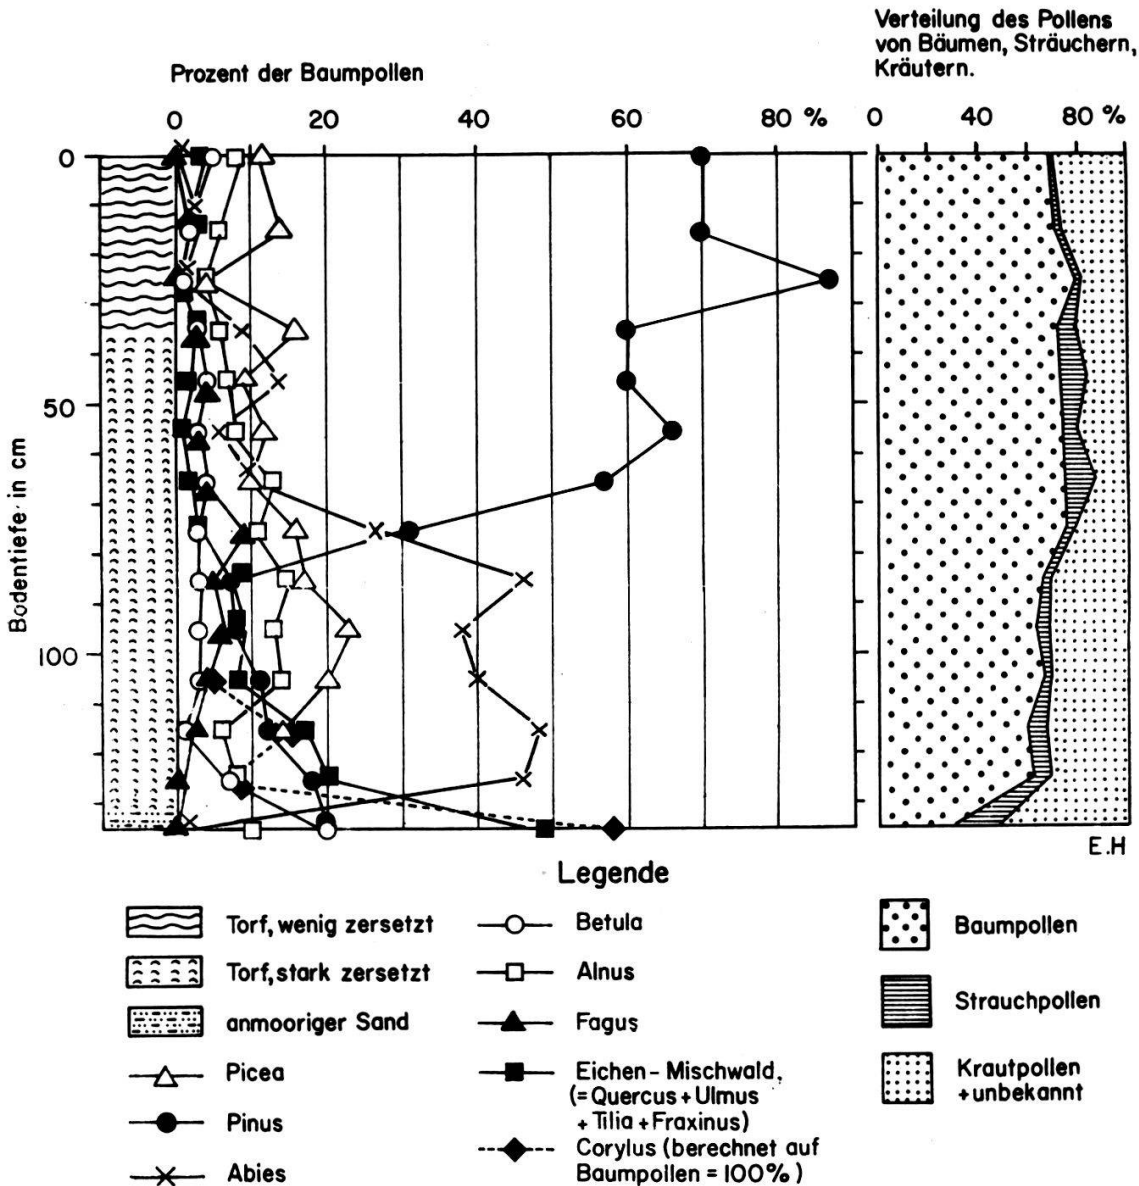 Verteilung des Pollens
von Bäumen, Sträuchern,
Kräutern.
Prozent der Baumpollen
0 20 40 60 80 %
0 40 80 %
0
50
100
Bodentiefe in cm
E.H
Legende
Torf, wenig zersetzt
Torf, stark zersetzt
anmooriger Sand
Picea
Pinus
Abies
Betula
Alnus
Fagus
Eichen-Mischwald,
(= Quercus + Ulmus
+ Tilia + Fraxinus)
Corylus (berechnet auf
Baumpollen = 100%)
Baumpollen
Strauchpollen
Krautpollen
+ unbekannt